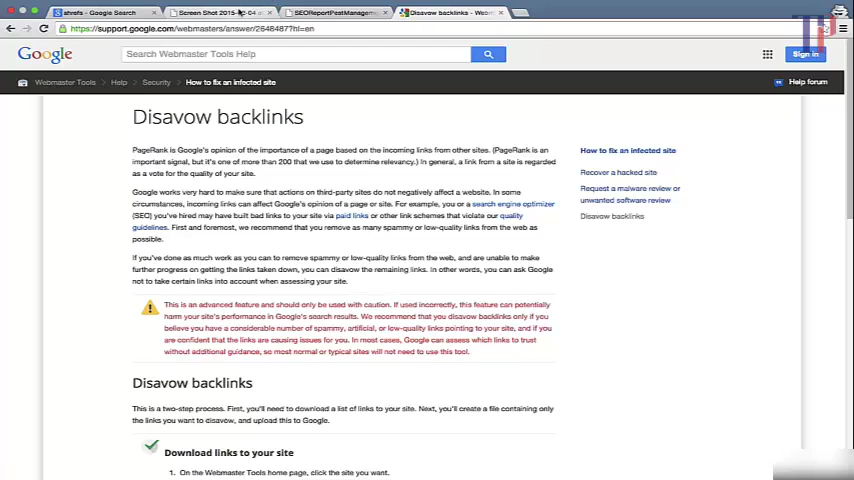 ahrefs - Google Search
Screen Shot 2015-02-04
SEOReportPestManageme
Disavow backlinks - Webm
https://support.google.com/webmasters/answer/2648487?hl=en
Google
Search Webmaster Tools Help
Sign in
Webmaster Tools
Help
Security
How to fix an infected site
Help forum
Disavow backlinks
PageRank is Google's opinion of the importance of a page based on the incoming links from other sites. (PageRank is an
important signal, but it's one of more than 200 that we use to determine relevancy.) In general, a link from a site is regarded
as a vote for the quality of your site.
Google works very hard to make sure that actions on third-party sites do not negatively affect a website. In some
circumstances, incoming links can affect Google's opinion of a page or site. For example, you or a search engine optimizer
(SEO) you've hired may have built bad links to your site via paid links or other link schemes that violate our quality
guidelines. First and foremost, we recommend that you remove as many spammy or low-quality links from the web as
possible.
If you've done as much work as you can to remove spammy or low-quality links from the web, and are unable to make
further progress on getting the links taken down, you can disavow the remaining links. In other words, you can ask Google
not to take certain links into account when assessing your site.
This is an advanced feature and should only be used with caution. If used incorrectly, this feature can potentially
harm your site's performance in Google's search results. We recommend that you disavow backlinks only if you
believe you have a considerable number of spammy, artificial, or low-quality links pointing to your site, and if you
are confident that the links are causing issues for you. In most cases, Google can assess which links to trust
without additional guidance, so most normal or typical sites will not need to use this tool.
Disavow backlinks
This is a two-step process. First, you'll need to download a list of links to your site. Next, you'll create a file containing only
the links you want to disavow, and upload this to Google.
Download links to your site
1. On the Webmaster Tools home page, click the site you want.
How to fix an infected site
Recover a hacked site
Request a malware review or
unwanted software review
Disavow backlinks